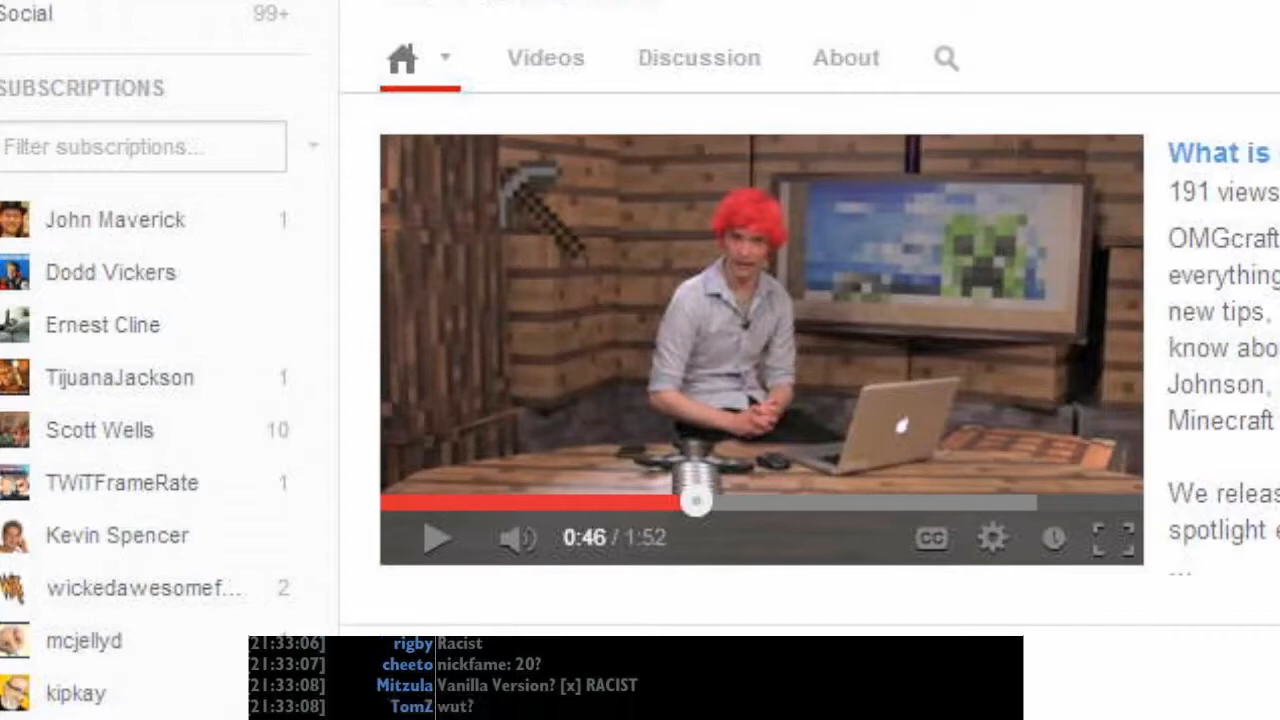 Social 99+
Videos Discussion About
SUBSCRIPTIONS
Filter subscriptions...
What is
191 views
John Maverick 1
OMGcraft
Dodd Vickers
everything
new tips,
Ernest Cline
know abo
TijuanaJackson 1
Johnson,
Minecraft
Scott Wells 10
TWiTFrameRate 1
We releas
spotlight e
Kevin Spencer
0:46 / 1:52 CC
...
wickedawesomef... 2
mcjellyd
kipkay
[21:33:06] rigby Racist
[21:33:07] cheeto nickfame: 20?
[21:33:08] Mitzula Vanilla Version? [x] RACIST
[21:33:08] TomZ wut?